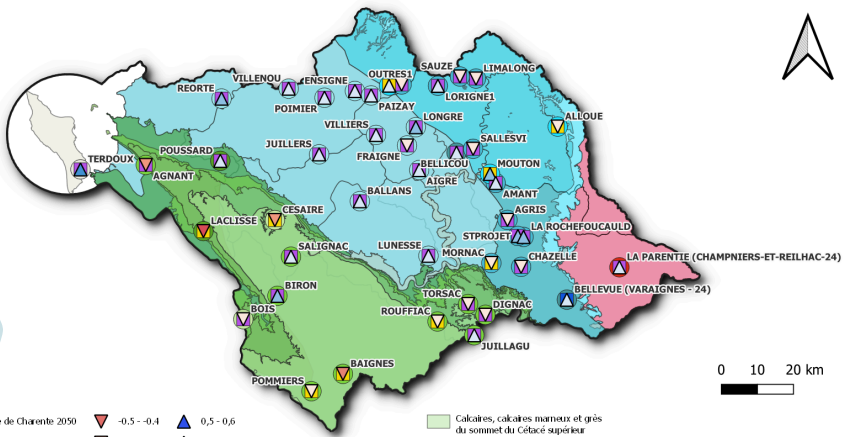 SAUZE
LIMALONG
VILLENOU
ENSIGNE
OUTRES1
REORTE
LORIGNE1
POIMIER
PAIZAY
ALLOUE
VILLIERS
LONGRE
JUILLERS
SALLESVI
POUSSARD
FRAIGNE
BELLICOU
MOUTON
TERDOUX
AGNANT
AIGRE
AMANT
BALLANS
CESAIRE
AGRIS
LACLISSE
LA ROCHEFOUCAULD
STPROJET
SALIGNAC
LUNESSE
MORNAC
CHAZELLE
LA PARENTIE (CHAMPNIERS-ET-REILHAC-24)
BIRON
BELLEVUE (VARAIGNES - 24)
TORSAC
DIGNAC
BOIS
ROUFFIAC
JUILLAGU
BAIGNES
POMMIERS
0 10 20 km
e de Charente 2050
-0.5 - -0.4
0,5 - 0,6
Calcaires, calcaires marneux et grès
du sommet du Cétacé supérieur